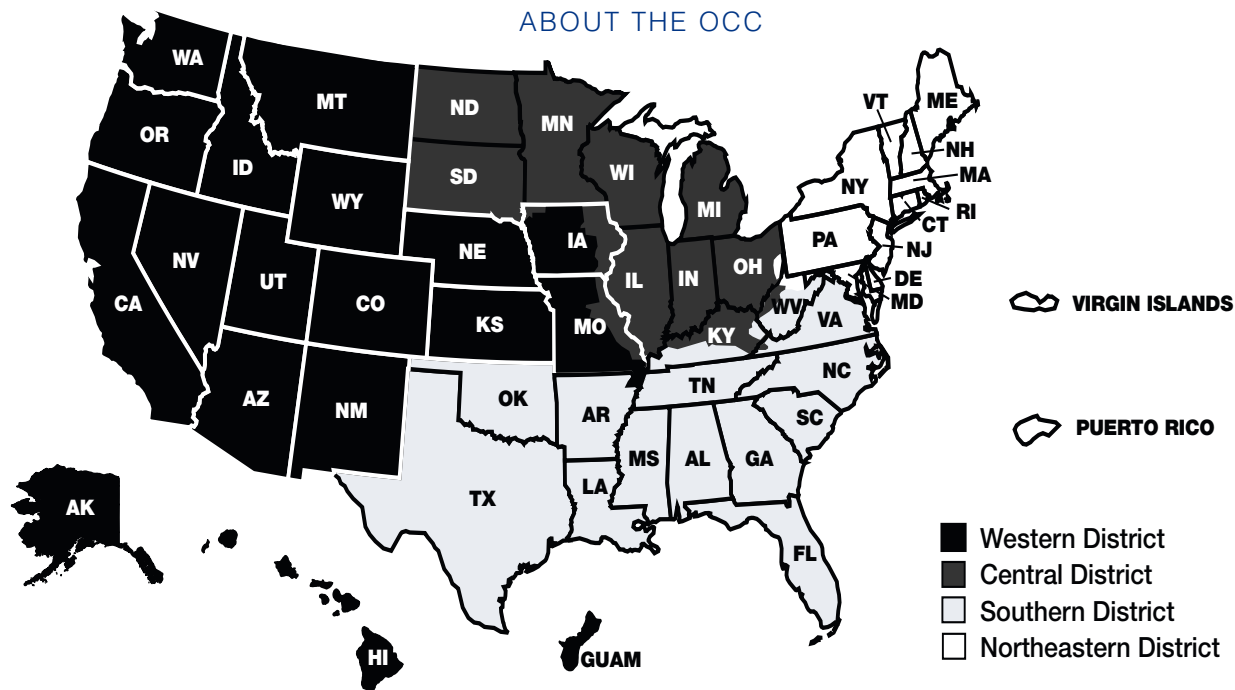 ABOUT THE OCC
WA
MT
ND
MN
VT
ME
OR
ID
SD
WI
NH
MA
NY
WY
MI
RI
CT
IA
PA
NE
NJ
NV
OH
UT
IL
IN
DE
MD
CA
CO
WV
VIRGIN ISLANDS
KS
MO
KY
VA
NC
AZ
NM
OK
TN
AR
SC
PUERTO RICO
MS
AL
GA
LA
TX
AK
FL
Western District
Central District
Southern District
Northeastern District
HI
GUAM